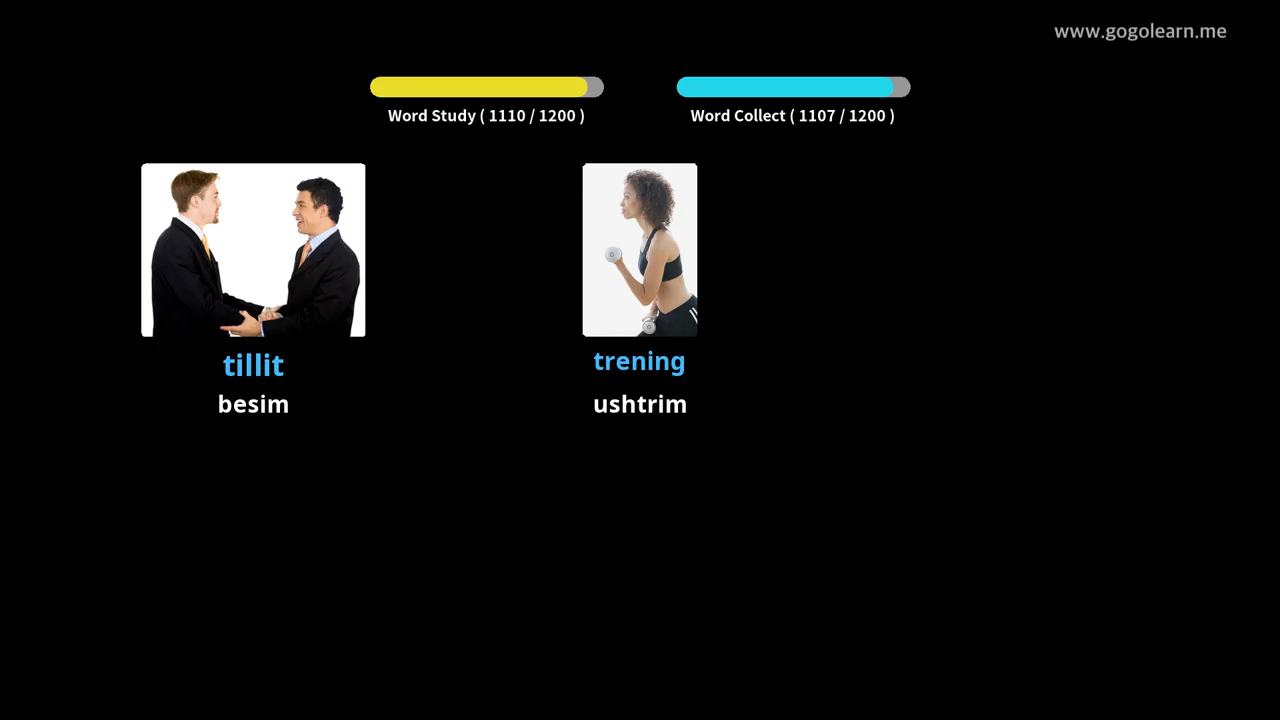 www.gogolearn.me
Word Study ( 1110 / 1200 )
Word Collect ( 1107 / 1200 )
tillit
trening
besim
ushtrim